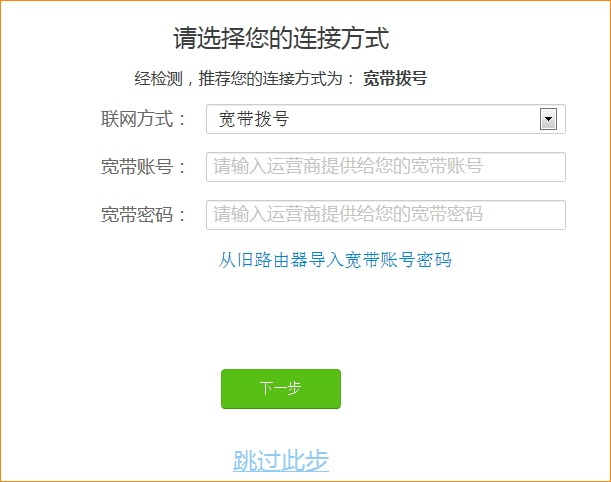 请选择您的连接方式
经检测，推荐您的连接方式为： 宽带拨号
联网方式： 宽带拨号
宽带账号： 请输入运营商提供给您的宽带账号
宽带密码： 请输入运营商提供给您的宽带密码
从旧路由器导入宽带账号密码
下一步
跳过此步